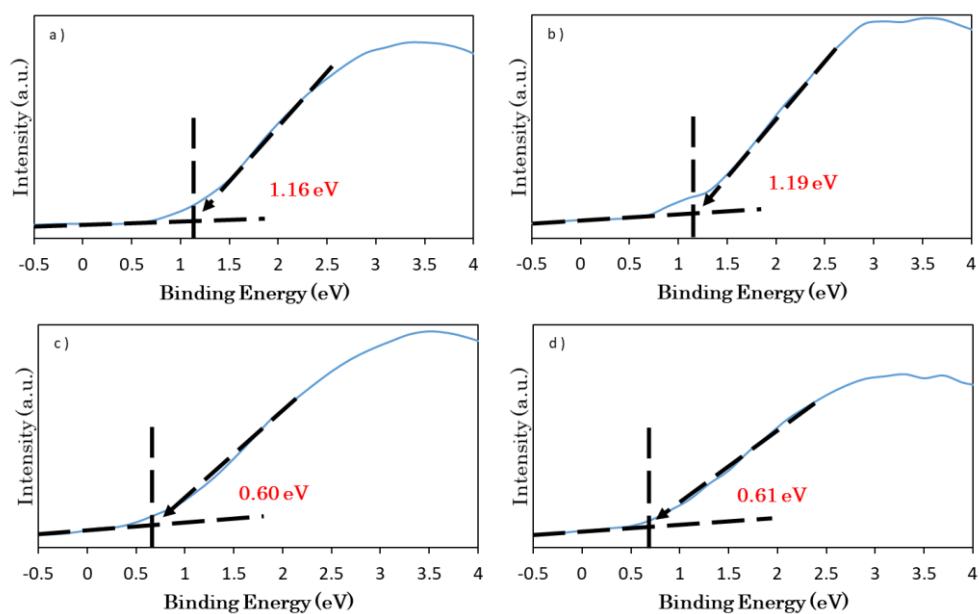 a )
Intensity (a.u.)
1.16 eV
-0.5 0 0.5 1 1.5 2 2.5 3 3.5 4
Binding Energy (eV)
b )
Intensity (a.u.)
1.19 eV
-0.5 0 0.5 1 1.5 2 2.5 3 3.5 4
Binding Energy (eV)
c )
Intensity (a.u.)
0.60 eV
-0.5 0 0.5 1 1.5 2 2.5 3 3.5 4
Binding Energy (eV)
d )
Intensity (a.u.)
0.61 eV
-0.5 0 0.5 1 1.5 2 2.5 3 3.5 4
Binding Energy (eV)